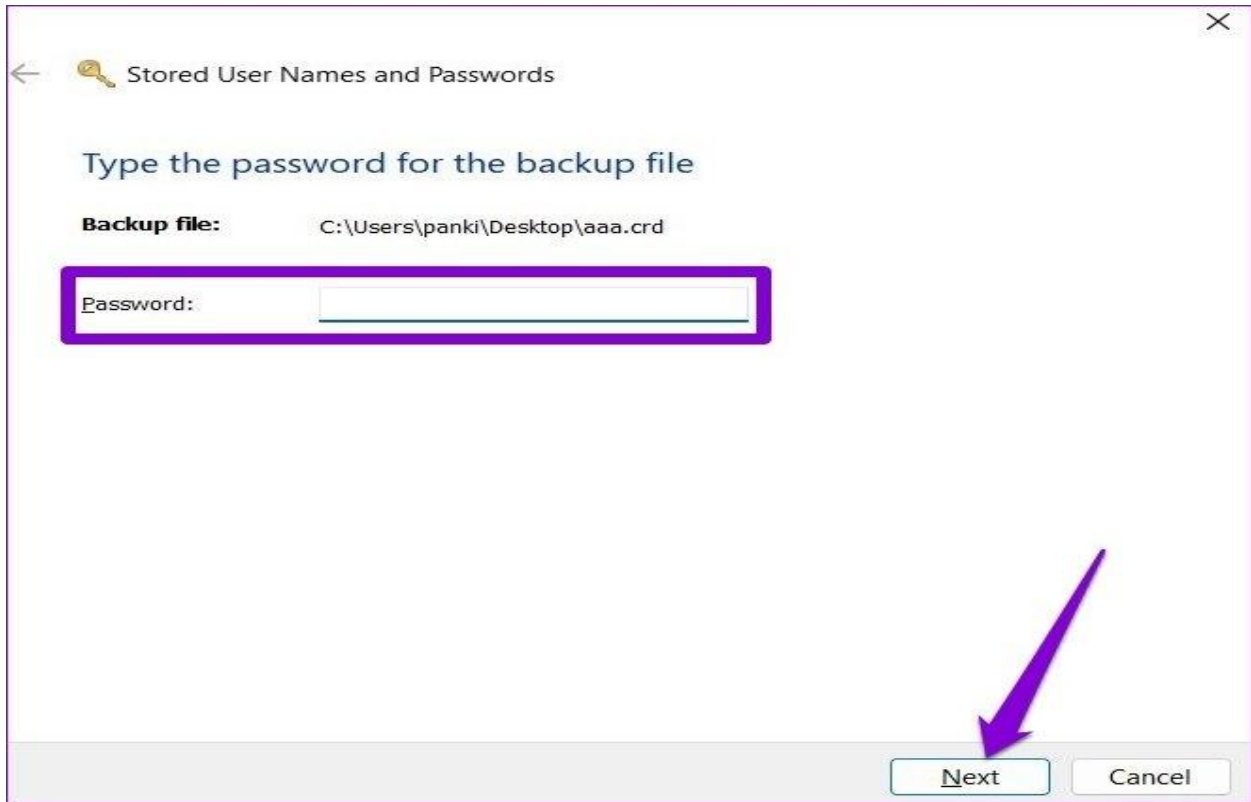 Stored User Names and Passwords
Type the password for the backup file
Backup file: C:\Users\panki\Desktop\aaa.crd
Password:
Next Cancel